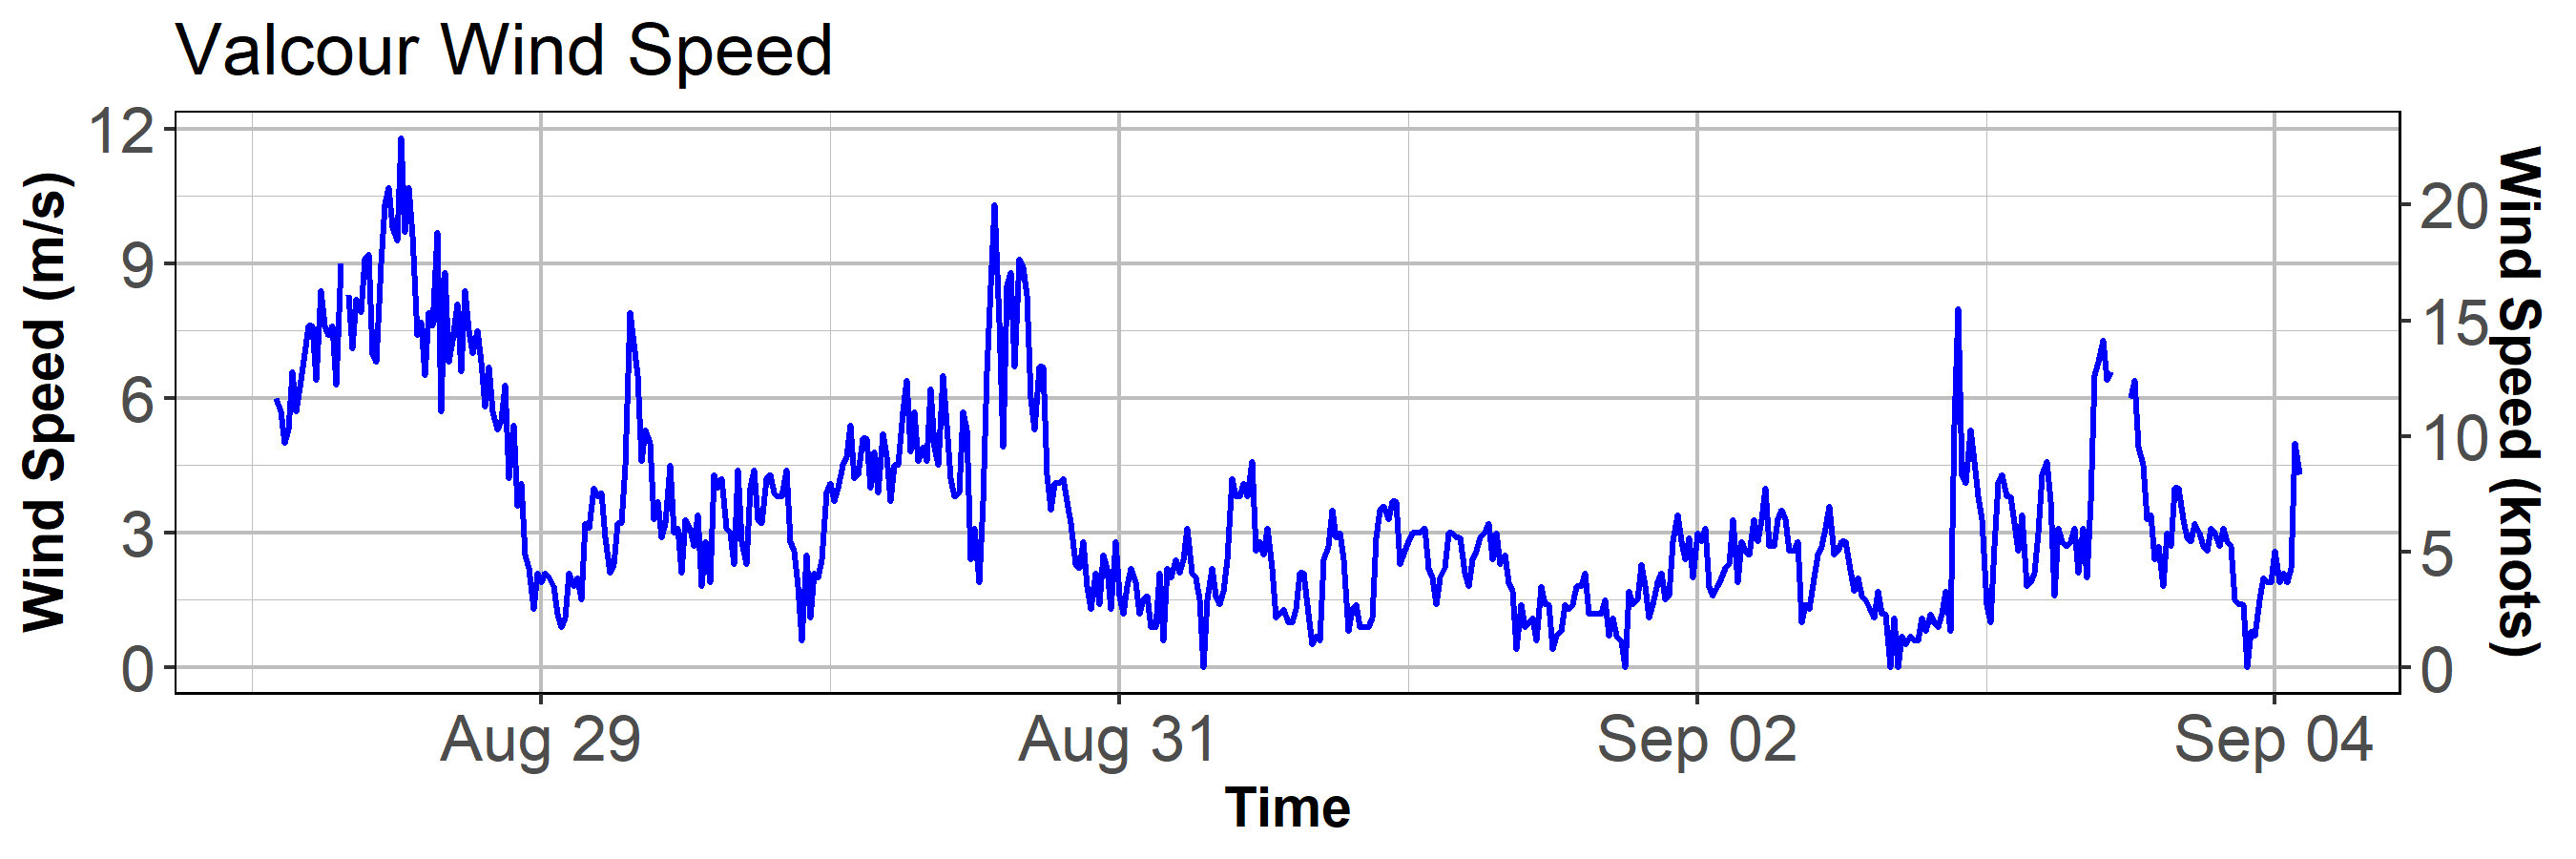 Valcour Wind Speed
Wind Speed (m/s)
12
9
6
3
0
20
15
10
5
0
Wind Speed (knots)
Aug 29
Aug 31
Sep 02
Sep 04
Time